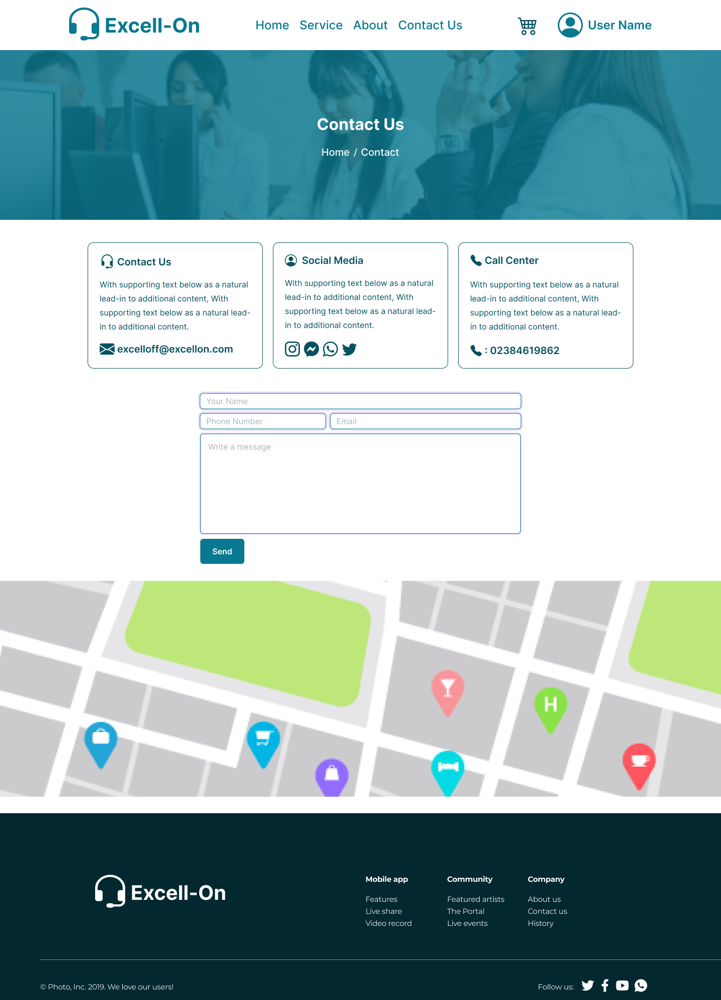 Excell-On
Home Service About Contact Us
User Name
Contact Us
Home / Contact
Contact Us
With supporting text below as a natural
lead-in to additional content, With
supporting text below as a natural lead-
in to additional content.
excelloff@excellon.com
Social Media
With supporting text below as a natural
lead-in to additional content, With
supporting text below as a natural lead-
in to additional content.
Call Center
With supporting text below as a natural
lead-in to additional content, With
supporting text below as a natural lead-
in to additional content.
: 02384619862
Your Name
Phone Number
Email
Write a message
Send
H
Excell-On
Mobile app
Features
Live share
Video record
Community
Featured artists
The Portal
Live events
Company
About us
Contact us
History
© Photo, Inc. 2019. We love our users!
Follow us: